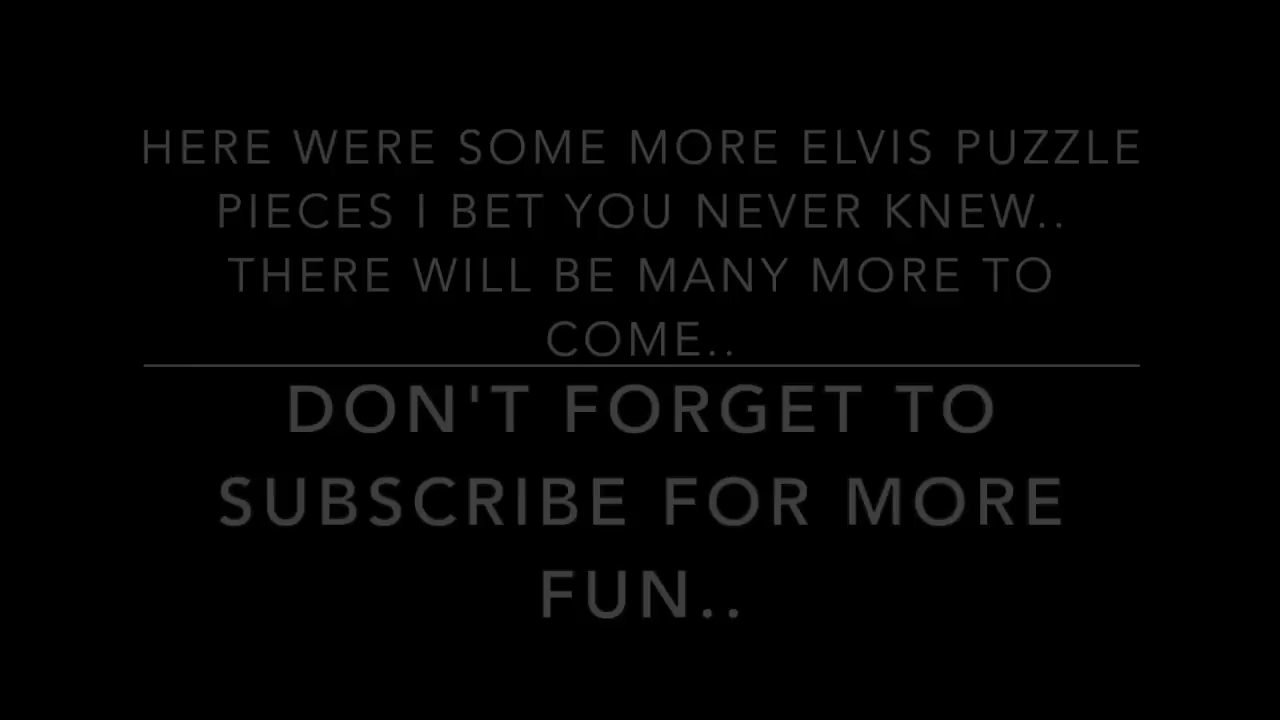 HERE WERE SOME MORE ELVIS PUZZLE
PIECES I BET YOU NEVER KNEW..
THERE WILL BE MANY MORE TO
COME..
DON'T FORGET TO
SUBSCRIBE FOR MORE
FUN..